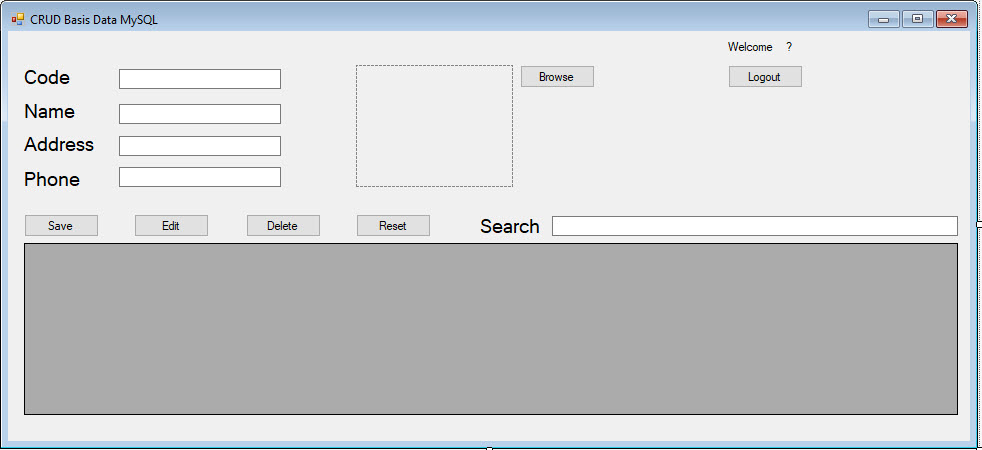 CRUD Basis Data MySQL
Welcome ?
Code
Browse
Logout
Name
Address
Phone
Save
Edit
Delete
Reset
Search